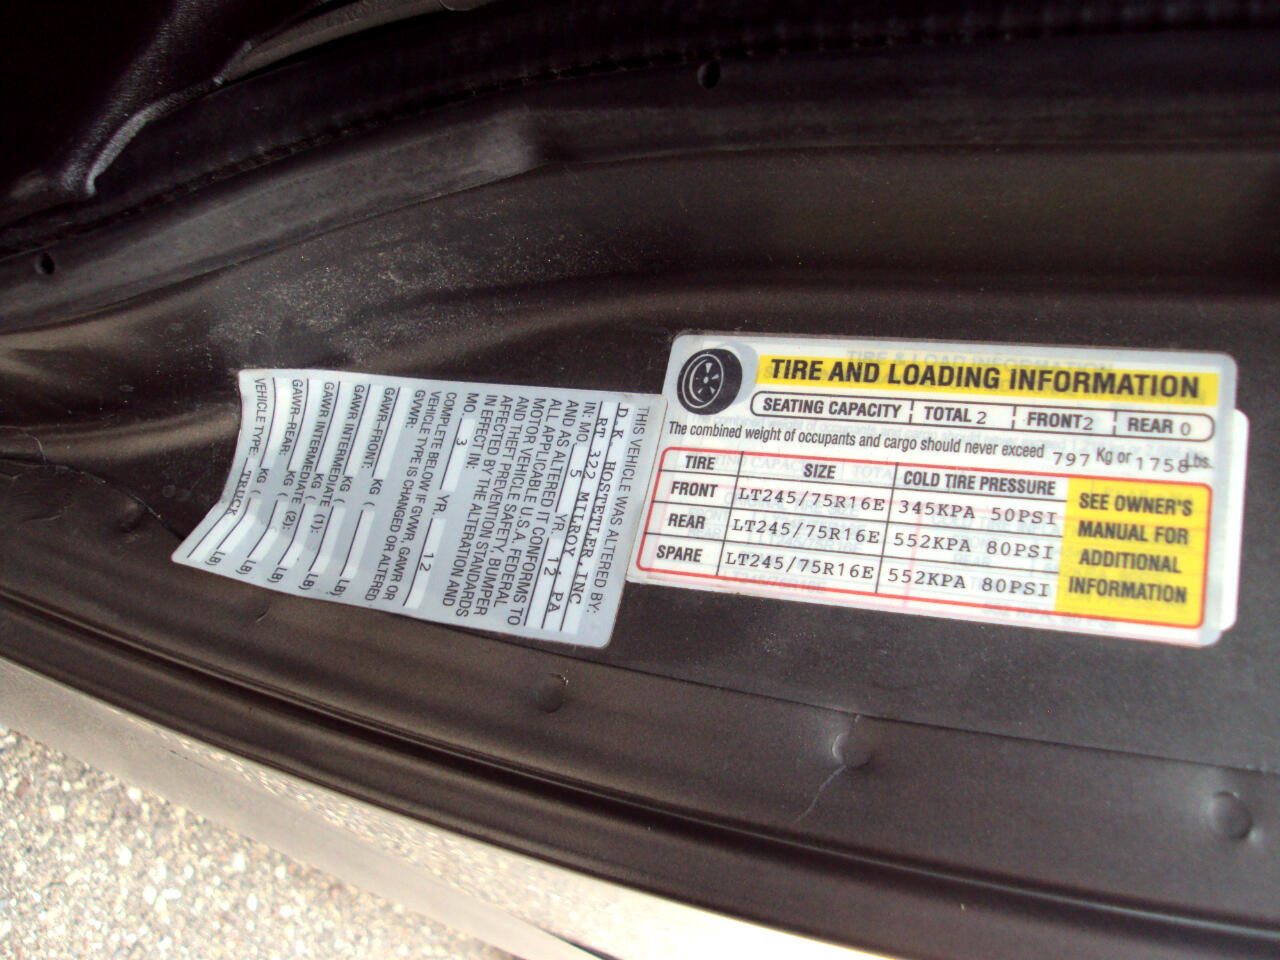 TIRE AND LOADING INFORMATION
SEATING CAPACITY TOTAL 2 FRONT 2 REAR 0
The combined weight of occupants and cargo should never exceed 797 Kg or 1758 Lbs.
TIRE SIZE COLD TIRE PRESSURE
FRONT LT245/75R16E 345KPA 50PSI
REAR LT245/75R16E 552KPA 80PSI
SPARE LT245/75R16E 552KPA 80PSI
SEE OWNER'S
MANUAL FOR
ADDITIONAL
INFORMATION
THIS VEHICLE WAS ALTERED BY:
D.K HOSTETLER, INC
RT 322 MILROY, PA
IN: MO. 5 YR. 12
AND AS ALTERED IT CONFORMS TO
ALL APPLICABLE U.S.A. FEDERAL
MOTOR VEHICLE SAFETY, BUMPER
AND THEFT PREVENTION STANDARDS
AFFECTED BY THE ALTERATION AND
IN EFFECT IN:
MO. 3 YR. 12
COMPLETE BELOW IF GVWR, GAWR OR
VEHICLE TYPE IS CHANGED OR ALTERED
GVWR:
GAWR-FRONT: KG ( LB)
GAWR INTERMEDIATE (1): KG ( LB)
GAWR INTERMEDIATE (2): KG ( LB)
GAWR-REAR: KG ( LB)
VEHICLE TYPE: TRUCK